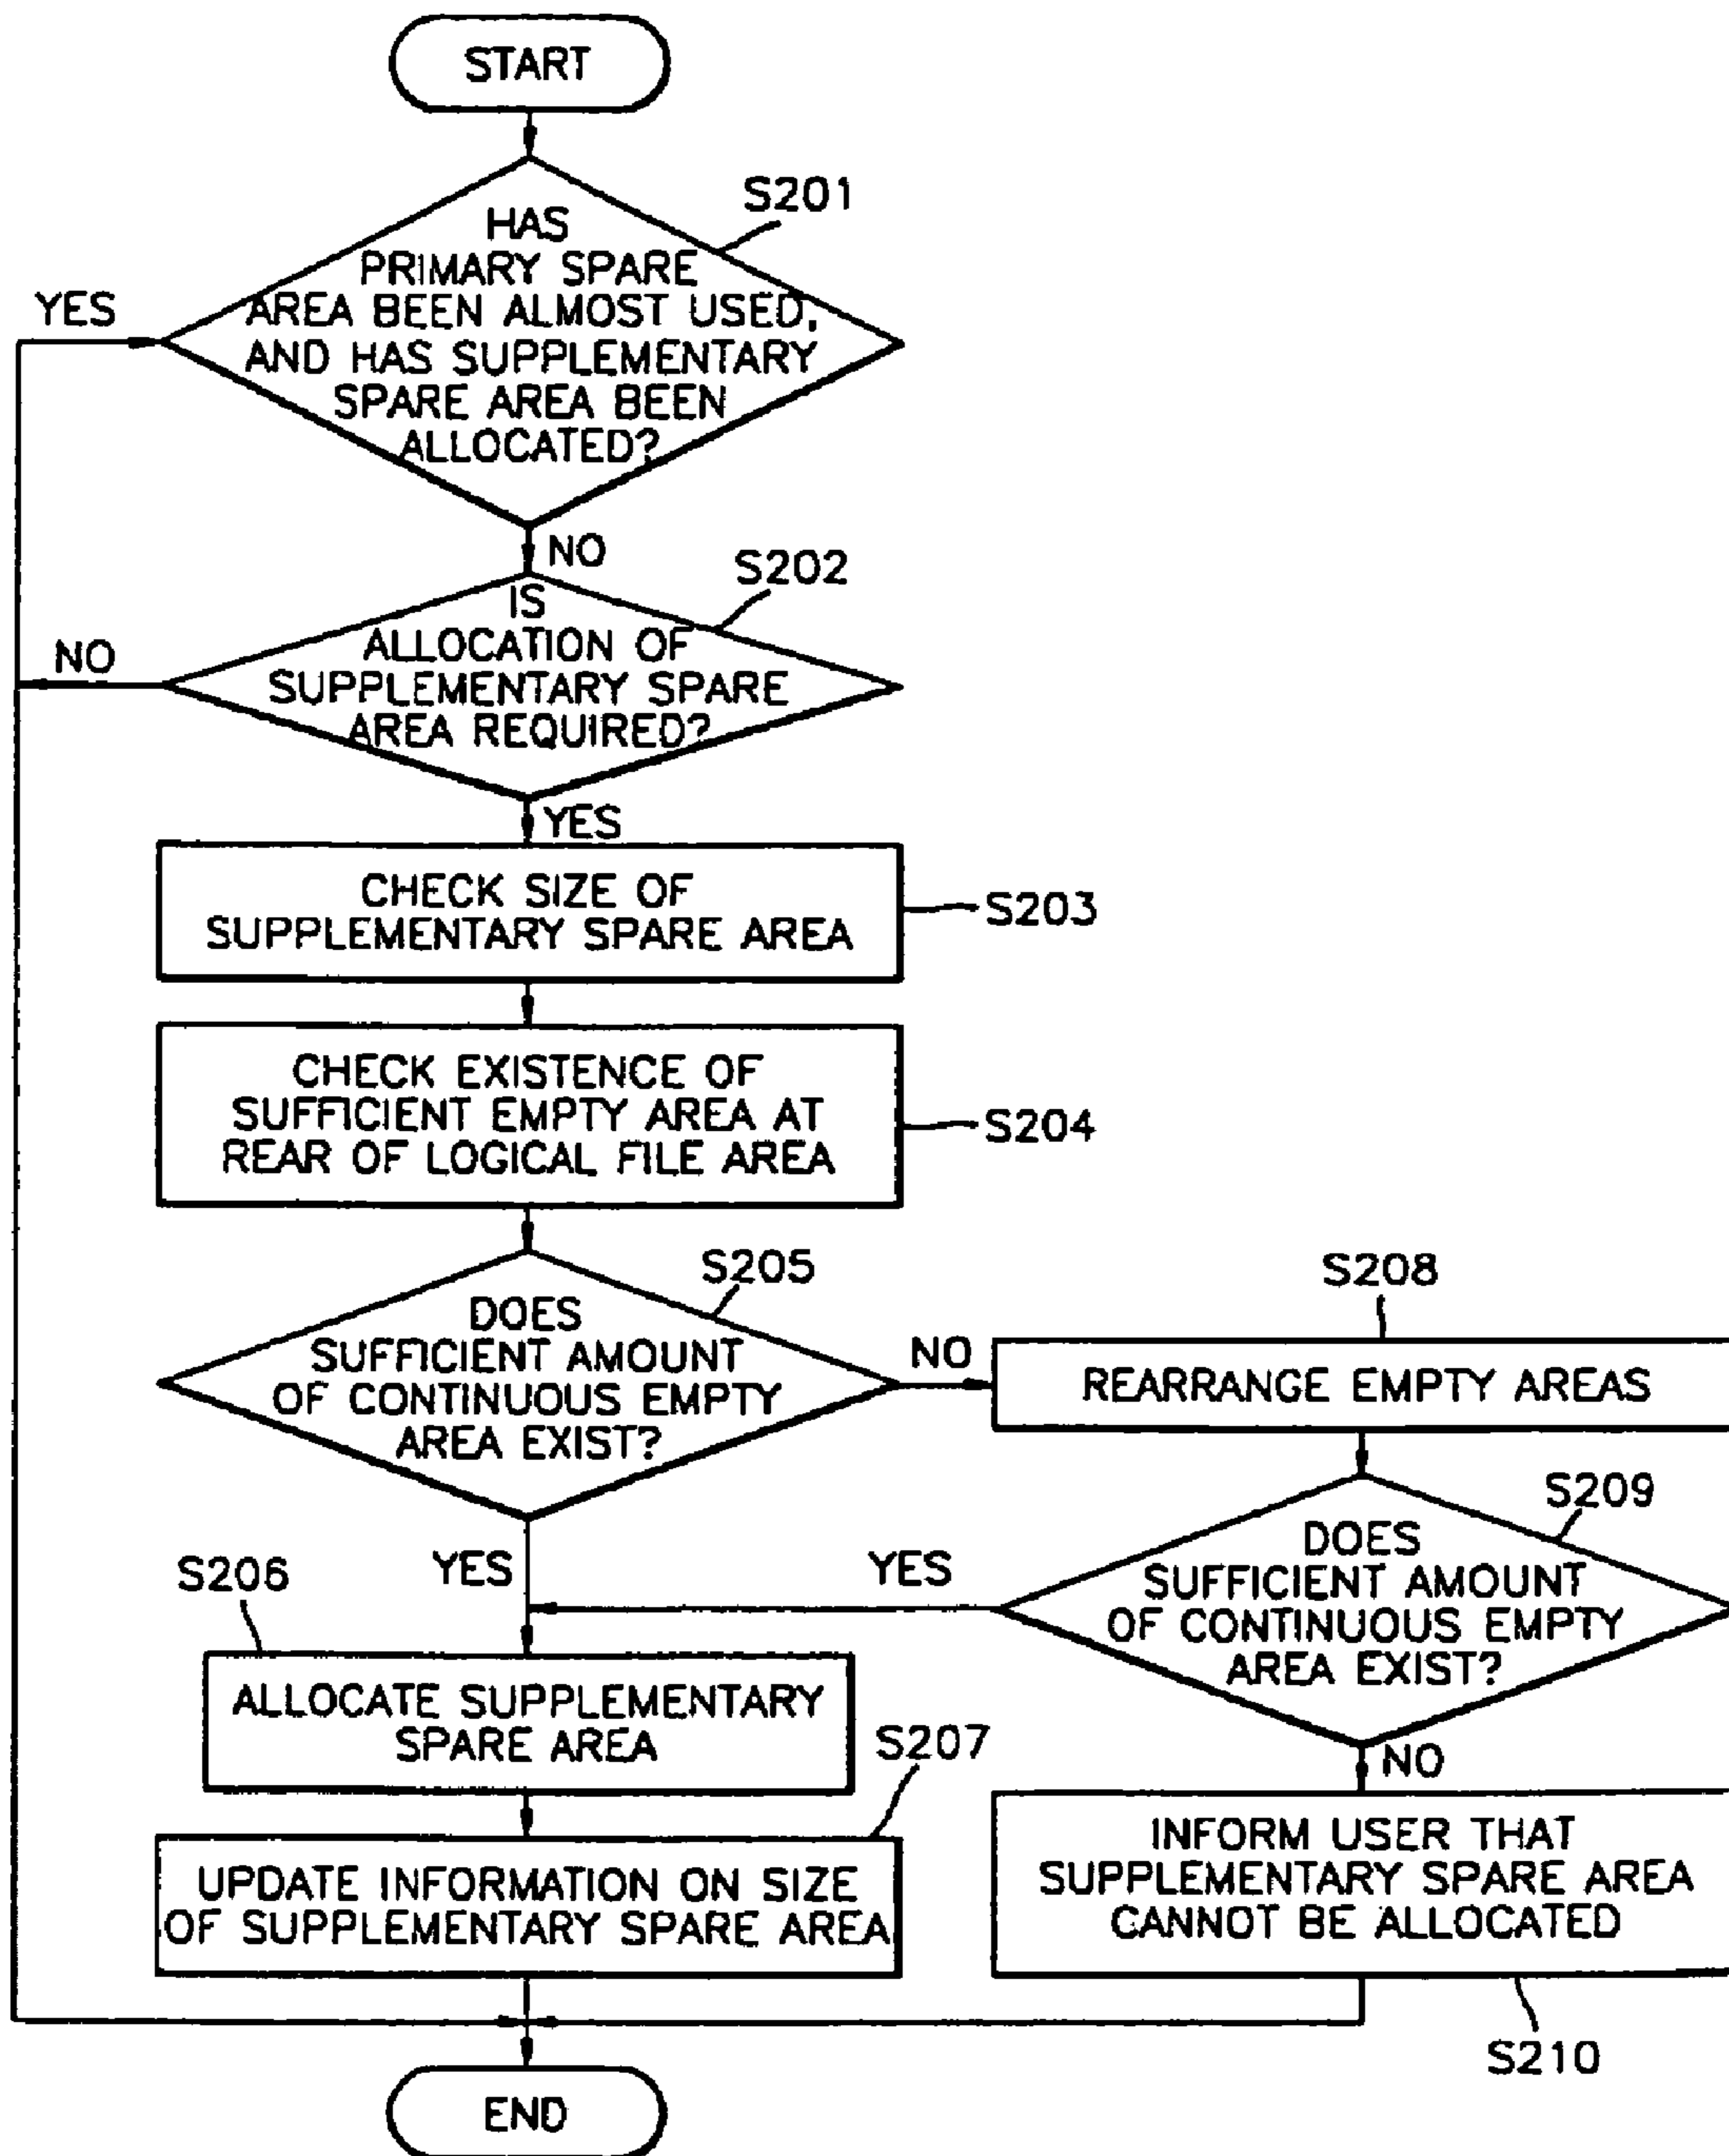 START
S201
HAS
PRIMARY SPARE
AREA BEEN ALMOST USED,
AND HAS SUPPLEMENTARY
SPARE AREA BEEN
ALLOCATED?
YES
NO
S202
IS
ALLOCATION OF
SUPPLEMENTARY SPARE
AREA REQUIRED?
NO
YES
CHECK SIZE OF
SUPPLEMENTARY SPARE AREA
S203
CHECK EXISTENCE OF
SUFFICIENT EMPTY AREA AT
REAR OF LOGICAL FILE AREA
S204
S205
DOES
SUFFICIENT AMOUNT
OF CONTINUOUS EMPTY
AREA EXIST?
NO
S208
REARRANGE EMPTY AREAS
YES
S209
DOES
SUFFICIENT AMOUNT
OF CONTINUOUS EMPTY
AREA EXIST?
YES
NO
S206
ALLOCATE SUPPLEMENTARY
SPARE AREA
S207
UPDATE INFORMATION ON SIZE
OF SUPPLEMENTARY SPARE AREA
INFORM USER THAT
SUPPLEMENTARY SPARE AREA
CANNOT BE ALLOCATED
S210
END